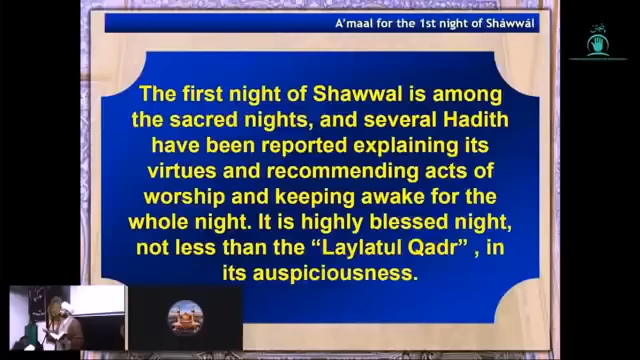 A'maal for the 1st night of Sháwwál
The first night of Shawwal is among
the sacred nights, and several Hadith
have been reported explaining its
virtues and recommending acts of
worship and keeping awake for the
whole night. It is highly blessed night,
not less than the “Laylatul Qadr” , in
its auspiciousness.